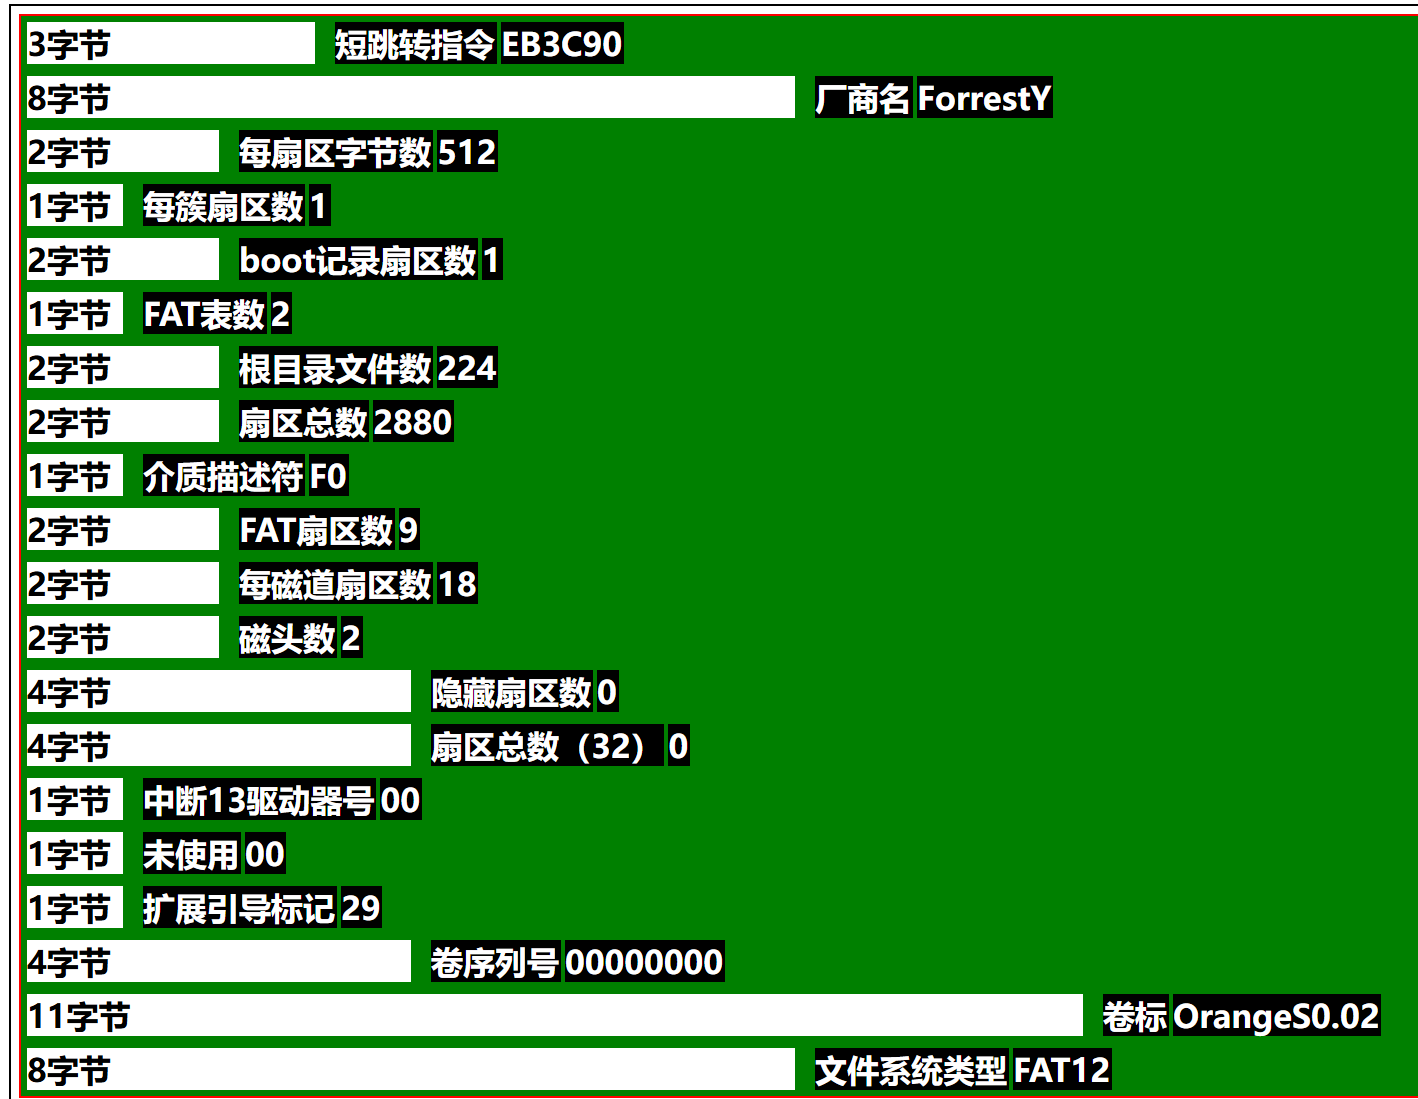 3字节 短跳转指令 EB3C90
8字节 厂商名 ForrestY
2字节 每扇区字节数 512
1字节 每簇扇区数 1
2字节 boot记录扇区数 1
1字节 FAT表数 2
2字节 根目录文件数 224
2字节 扇区总数 2880
1字节 介质描述符 F0
2字节 FAT扇区数 9
2字节 每磁道扇区数 18
2字节 磁头数 2
4字节 隐藏扇区数 0
4字节 扇区总数（32） 0
1字节 中断13驱动器号 00
1字节 未使用 00
1字节 扩展引导标记 29
4字节 卷序列号 00000000
11字节 卷标 OrangeS0.02
8字节 文件系统类型 FAT12